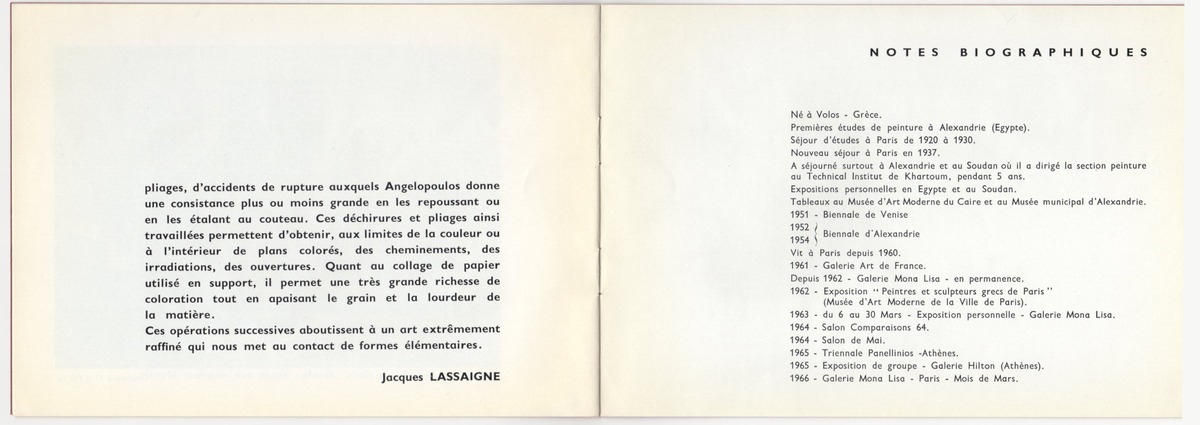 pliages, d'accidents de rupture auxquels Angelopoulos donne
une consistance plus ou moins grande en les repoussant ou
en les étalant au couteau. Ces déchirures et pliages ainsi
travaillées permettent d'obtenir, aux limites de la couleur ou
à l'intérieur de plans colorés, des cheminements, des
irradiations, des ouvertures. Quant au collage de papier
utilisé en support, il permet une très grande richesse de
coloration tout en apaisant le grain et la lourdeur de
la matière.
Ces opérations successives aboutissent à un art extrêmement
raffiné qui nous met au contact de formes élémentaires.
Jacques LASSAIGNE
NOTES BIOGRAPHIQUES
Né à Volos - Grèce.
Premières études de peinture à Alexandrie (Egypte).
Séjour d'études à Paris de 1920 à 1930.
Nouveau séjour à Paris en 1937.
A séjourné surtout à Alexandrie et au Soudan où il a dirigé la section peinture
au Technical Institut de Khartoum, pendant 5 ans.
Expositions personnelles en Egypte et au Soudan.
Tableaux au Musée d'Art Moderne du Caire et au Musée municipal d'Alexandrie.
1951 - Biennale de Venise
1952
1954 } Biennale d'Alexandrie
Vit à Paris depuis 1960.
1961 - Galerie Art de France.
Depuis 1962 - Galerie Mona Lisa - en permanence.
1962 - Exposition "Peintres et sculpteurs grecs de Paris"
(Musée d'Art Moderne de la Ville de Paris).
1963 - du 6 au 30 Mars - Exposition personnelle - Galerie Mona Lisa.
1964 - Salon Comparaisons 64.
1964 - Salon de Mai.
1965 - Triennale Panellinios -Athènes.
1965 - Exposition de groupe - Galerie Hilton (Athènes).
1966 - Galerie Mona Lisa - Paris - Mois de Mars.